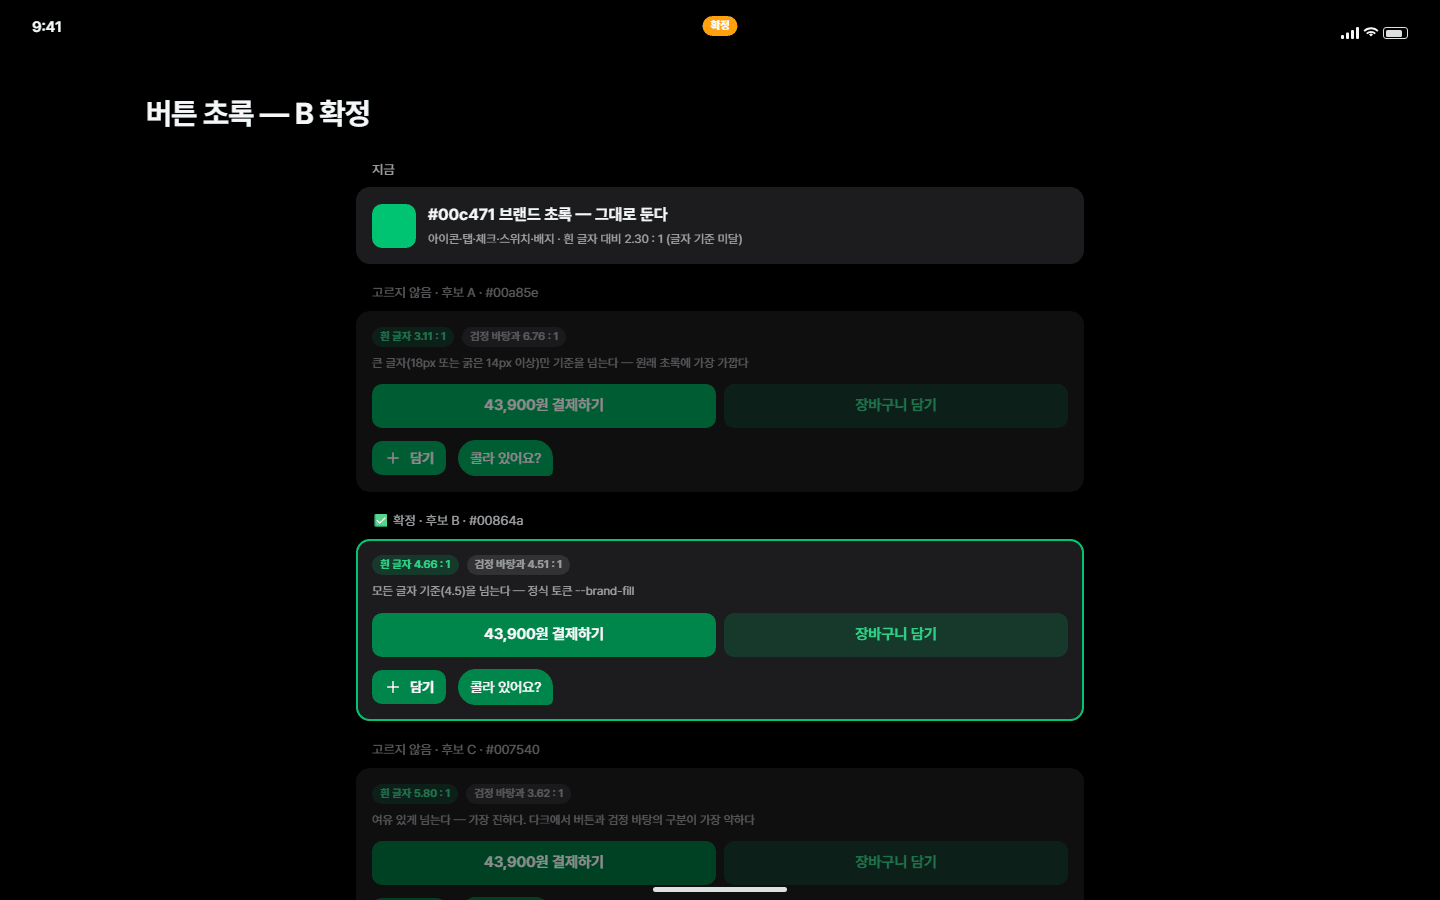 9:41
확정
버튼 초록 — B 확정
지금
#00c471 브랜드 초록 — 그대로 둔다
아이콘·탭·체크·스위치·배지 · 흰 글자 대비 2.30 : 1 (글자 기준 미달)
고르지 않음 · 후보 A · #00a85e
흰 글자 3.11 : 1
검정 바탕과 6.76 : 1
큰 글자(18px 또는 굵은 14px 이상)만 기준을 넘는다 — 원래 초록에 가장 가깝다
43,900원 결제하기
장바구니 담기
+ 담기
콜라 있어요?
✅ 확정 · 후보 B · #00864a
흰 글자 4.66 : 1
검정 바탕과 4.51 : 1
모든 글자 기준(4.5)을 넘는다 — 정식 토큰 --brand-fill
43,900원 결제하기
장바구니 담기
+ 담기
콜라 있어요?
고르지 않음 · 후보 C · #007540
흰 글자 5.80 : 1
검정 바탕과 3.62 : 1
여유 있게 넘는다 — 가장 진하다. 다크에서 버튼과 검정 바탕의 구분이 가장 약하다
43,900원 결제하기
장바구니 담기